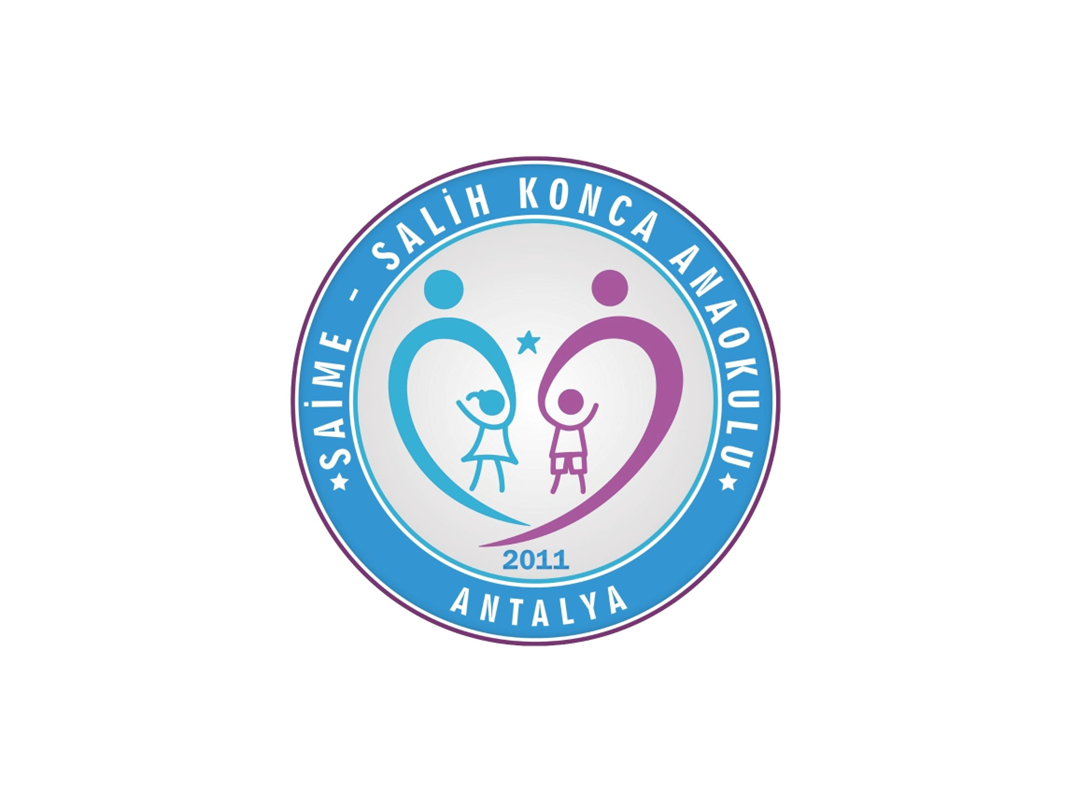 SAİME - SALİH KONCA ANAOKULU
2011
ANTALYA